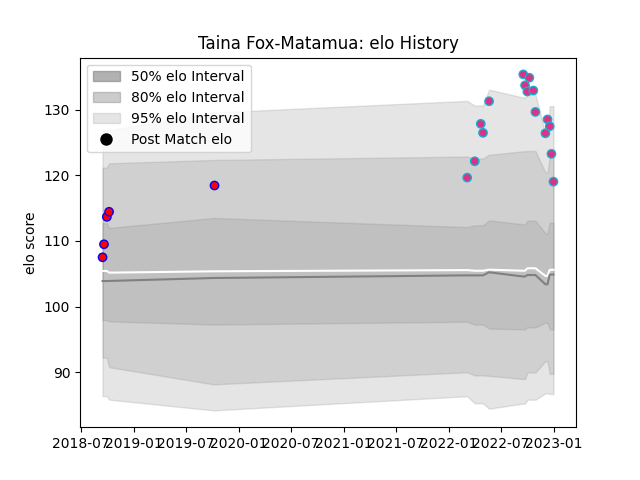 Taina Fox-Matamua: elo History
50% elo Interval
80% elo Interval
95% elo Interval
Post Match elo
elo score
130
120
110
100
90
2018-07 2019-01 2019-07 2020-01 2020-07 2021-01 2021-07 2022-01 2022-07 2023-01